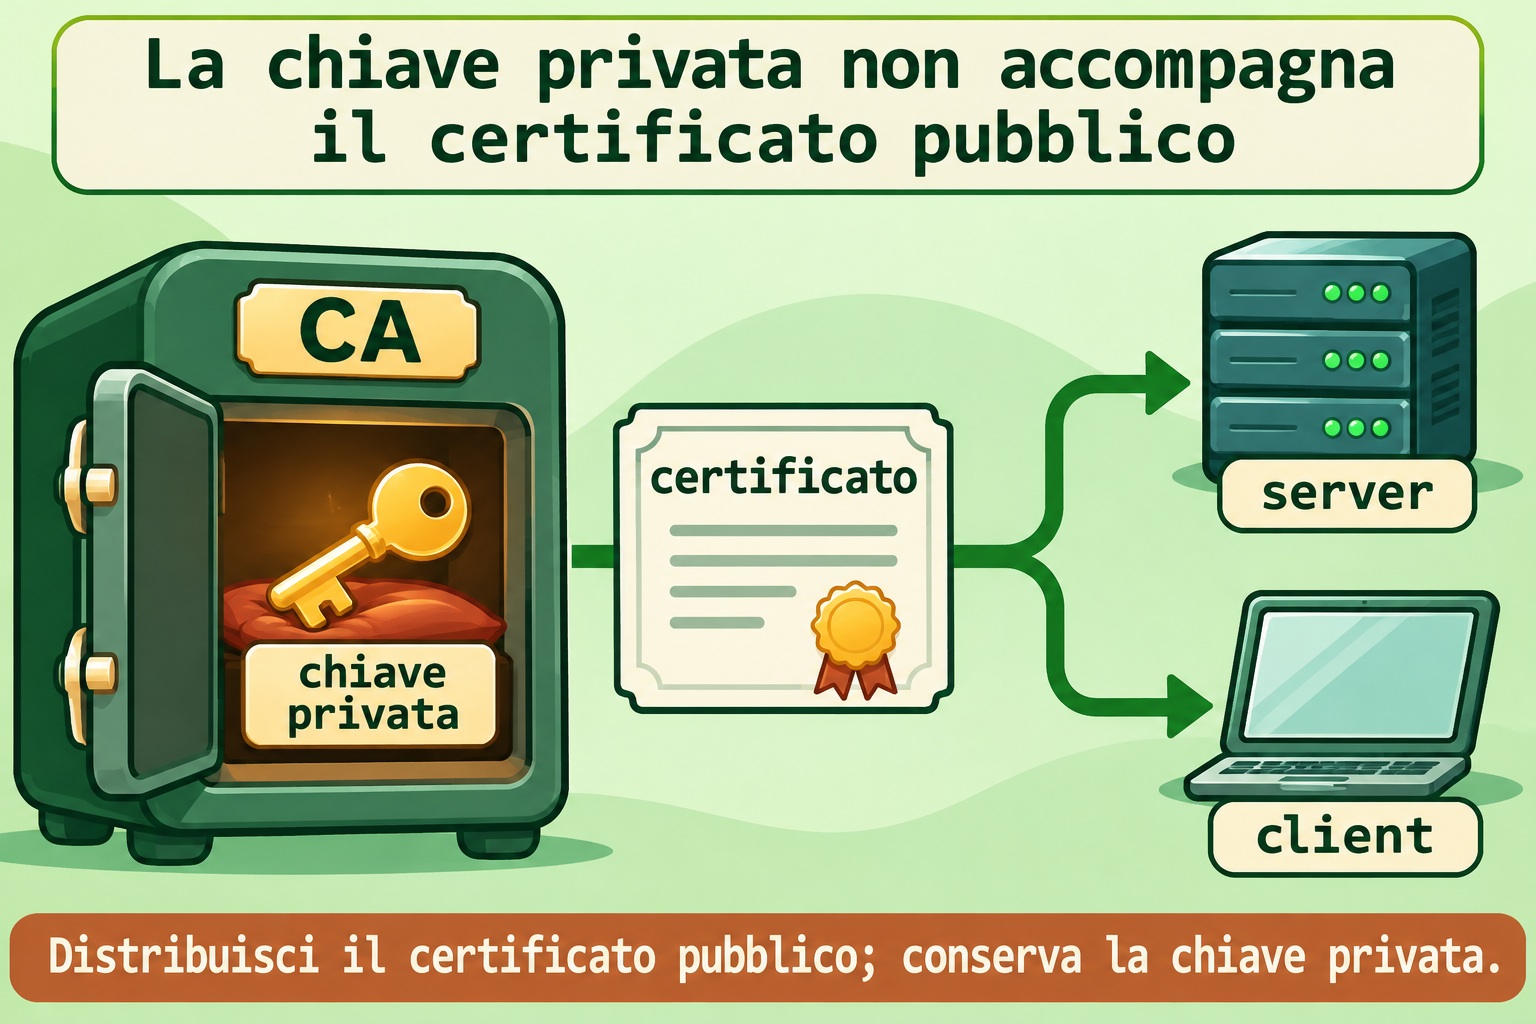 La chiave privata non accompagna
il certificato pubblico
CA
chiave
privata
certificato
server
client
Distribuisci il certificato pubblico; conserva la chiave privata.